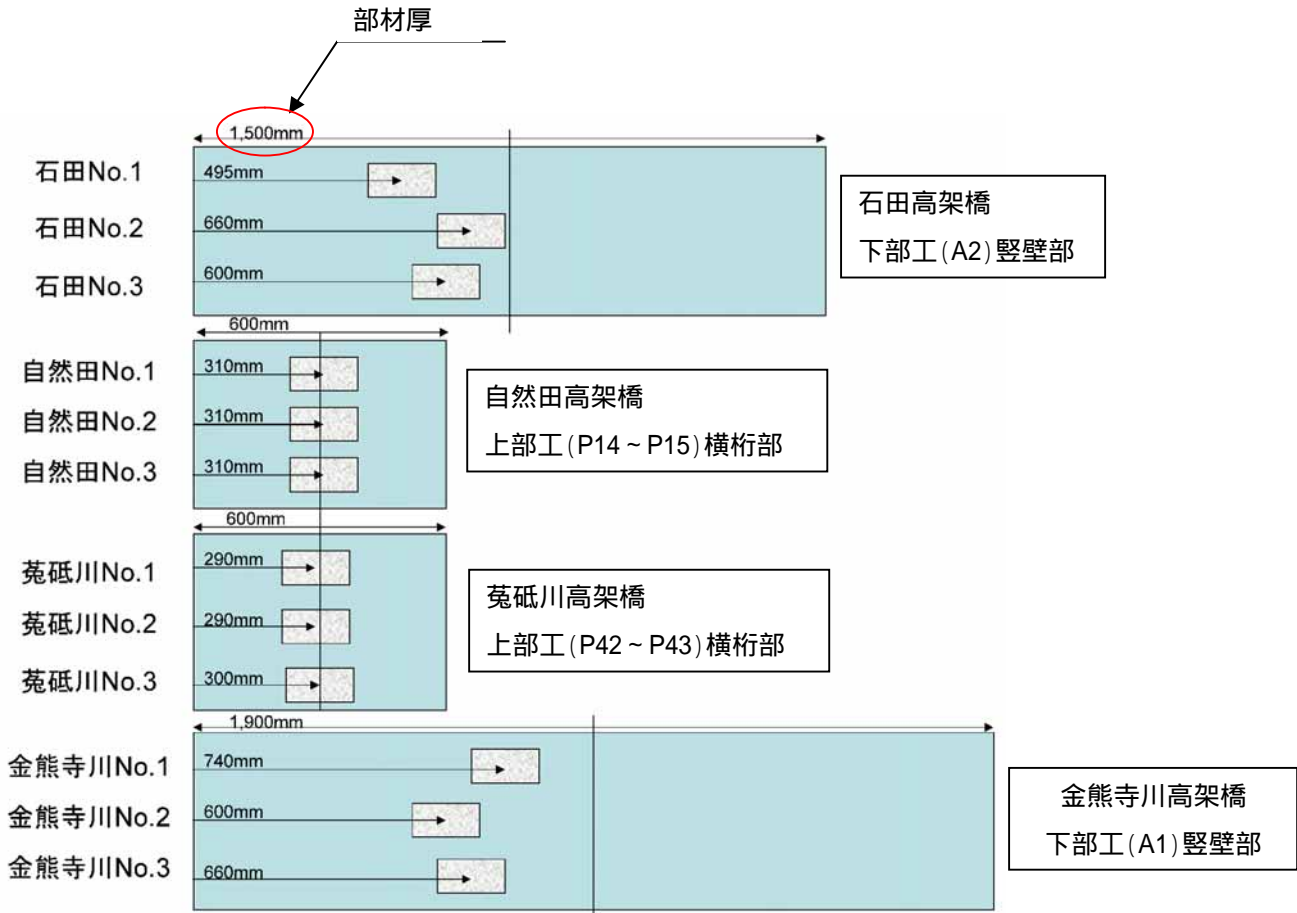 部材厚
1,500mm
石田No.1
495mm
石田No.2
660mm
石田No.3
600mm
石田高架橋
下部工(A2)竪壁部
600mm
自然田No.1
310mm
自然田No.2
310mm
自然田No.3
310mm
自然田高架橋
上部工(P14~P15)横桁部
600mm
菟砥川No.1
290mm
菟砥川No.2
290mm
菟砥川No.3
300mm
菟砥川高架橋
上部工(P42~P43)横桁部
1,900mm
金熊寺川No.1
740mm
金熊寺川No.2
600mm
金熊寺川No.3
660mm
金熊寺川高架橋
下部工(A1)竪壁部